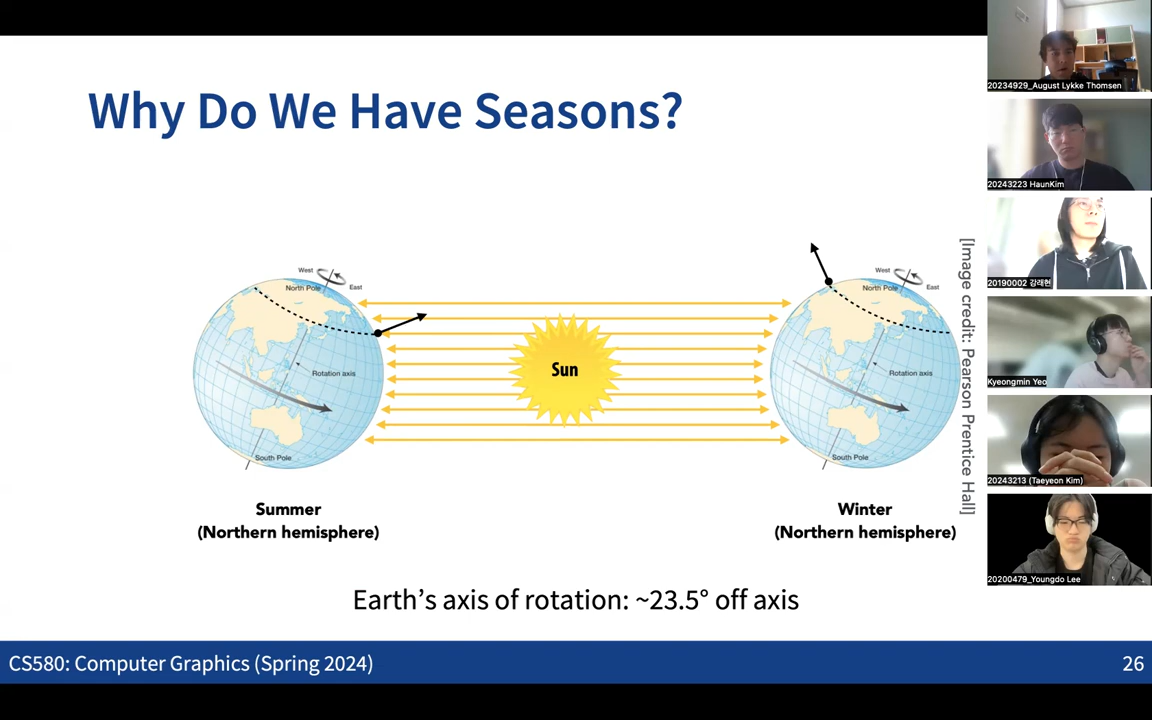 Why Do We Have Seasons?
West
North Pole
East
Rotation axis
South Pole
Sun
West
North Pole
East
Rotation axis
South Pole
Summer
(Northern hemisphere)
Winter
(Northern hemisphere)
[Image credit: Pearson Prentice Hall]
Earth's axis of rotation: ~23.5° off axis
CS580: Computer Graphics (Spring 2024)
26
20234929_August Lykke Thomsen
20243223 HaunKim
20190002 강래현
Kyeongmin Yeo
20243213 (Taeyeon Kim)
20200479_Youngdo Lee